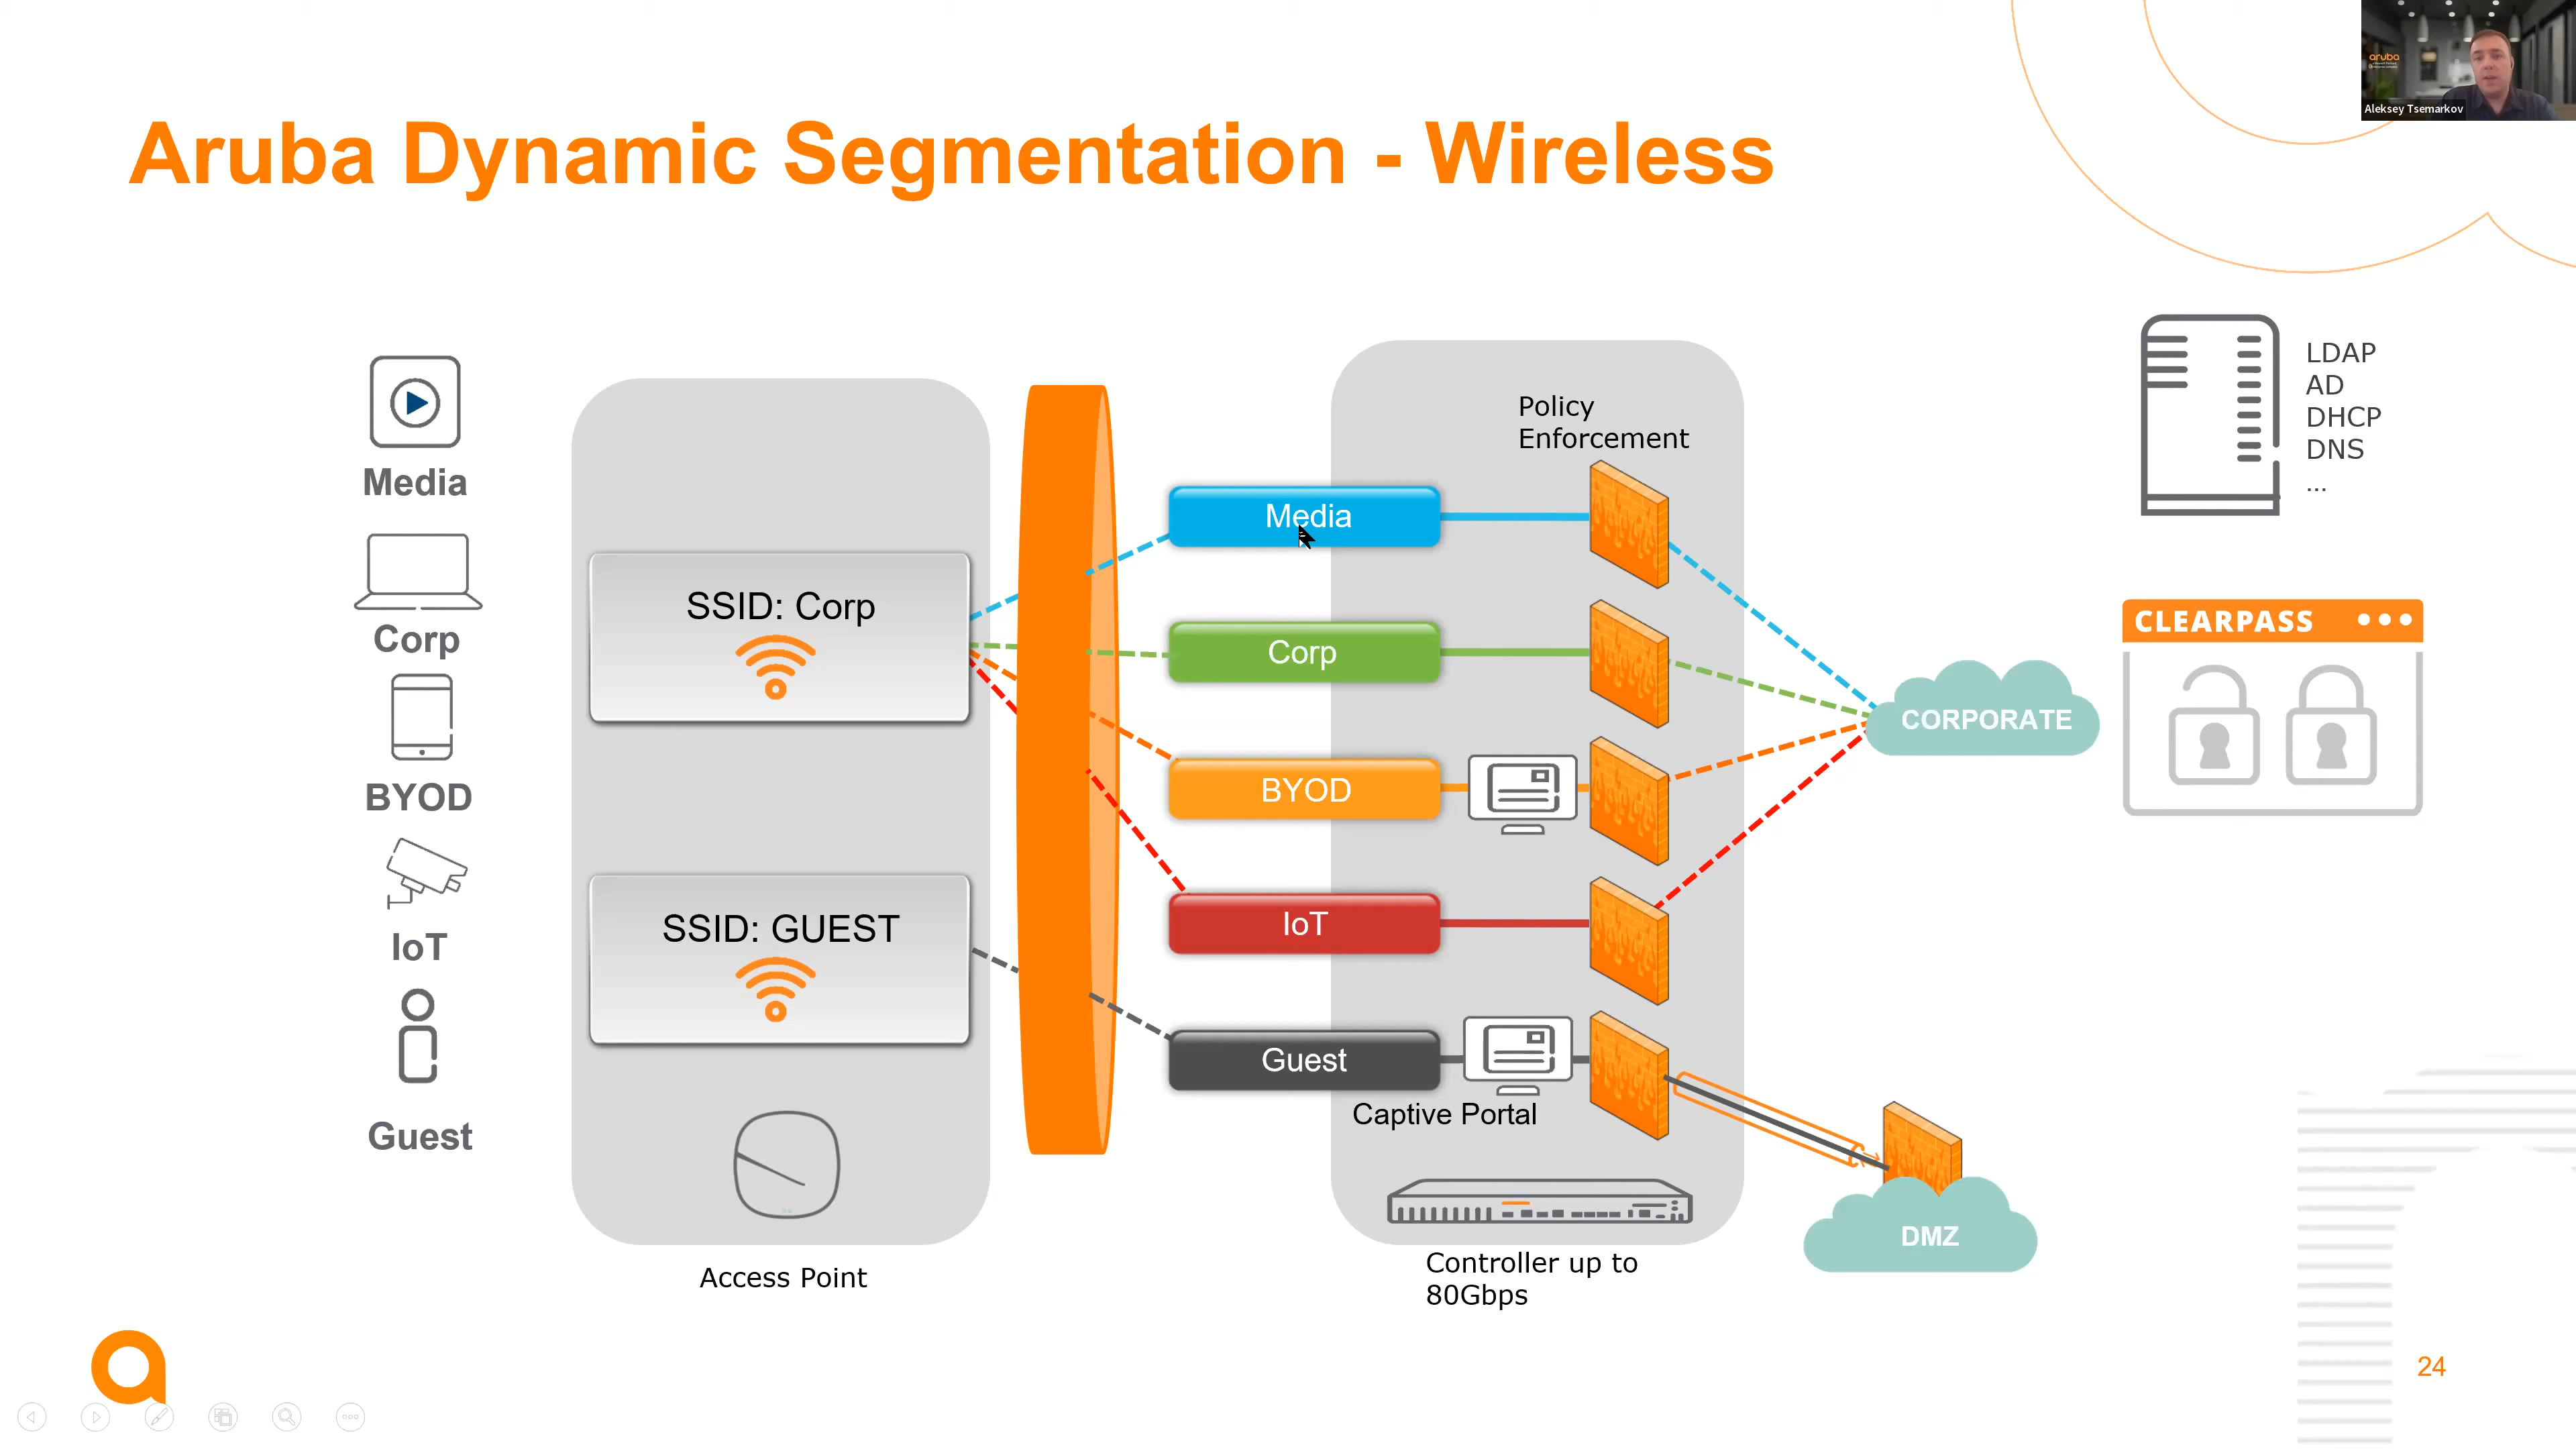 aruba
Aleksey Tsemarkov
Aruba Dynamic Segmentation - Wireless
Media
Corp
BYOD
IoT
Guest
SSID: Corp
SSID: GUEST
Access Point
Policy
Enforcement
Media
Corp
BYOD
IoT
Guest
Captive Portal
Controller up to
80Gbps
CORPORATE
DMZ
LDAP
AD
DHCP
DNS
...
CLEARPASS
24